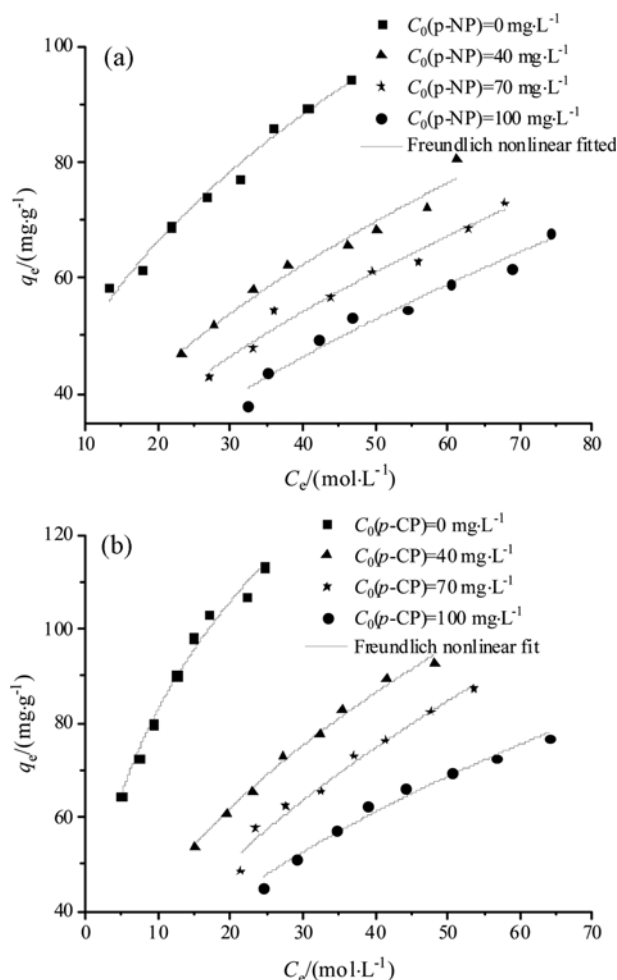 (a)
C₀(p-NP)=0 mg·L⁻¹
C₀(p-NP)=40 mg·L⁻¹
C₀(p-NP)=70 mg·L⁻¹
C₀(p-NP)=100 mg·L⁻¹
Freundlich nonlinear fitted
100
80
60
40
qₑ/(mg·g⁻¹)
10 20 30 40 50 60 70 80
Cₑ/(mol·L⁻¹)
(b)
C₀(p-CP)=0 mg·L⁻¹
C₀(p-CP)=40 mg·L⁻¹
C₀(p-CP)=70 mg·L⁻¹
C₀(p-CP)=100 mg·L⁻¹
Freundlich nonlinear fit
120
100
80
60
40
qₑ/(mg·g⁻¹)
0 10 20 30 40 50 60 70
Cₑ/(mol·L⁻¹)